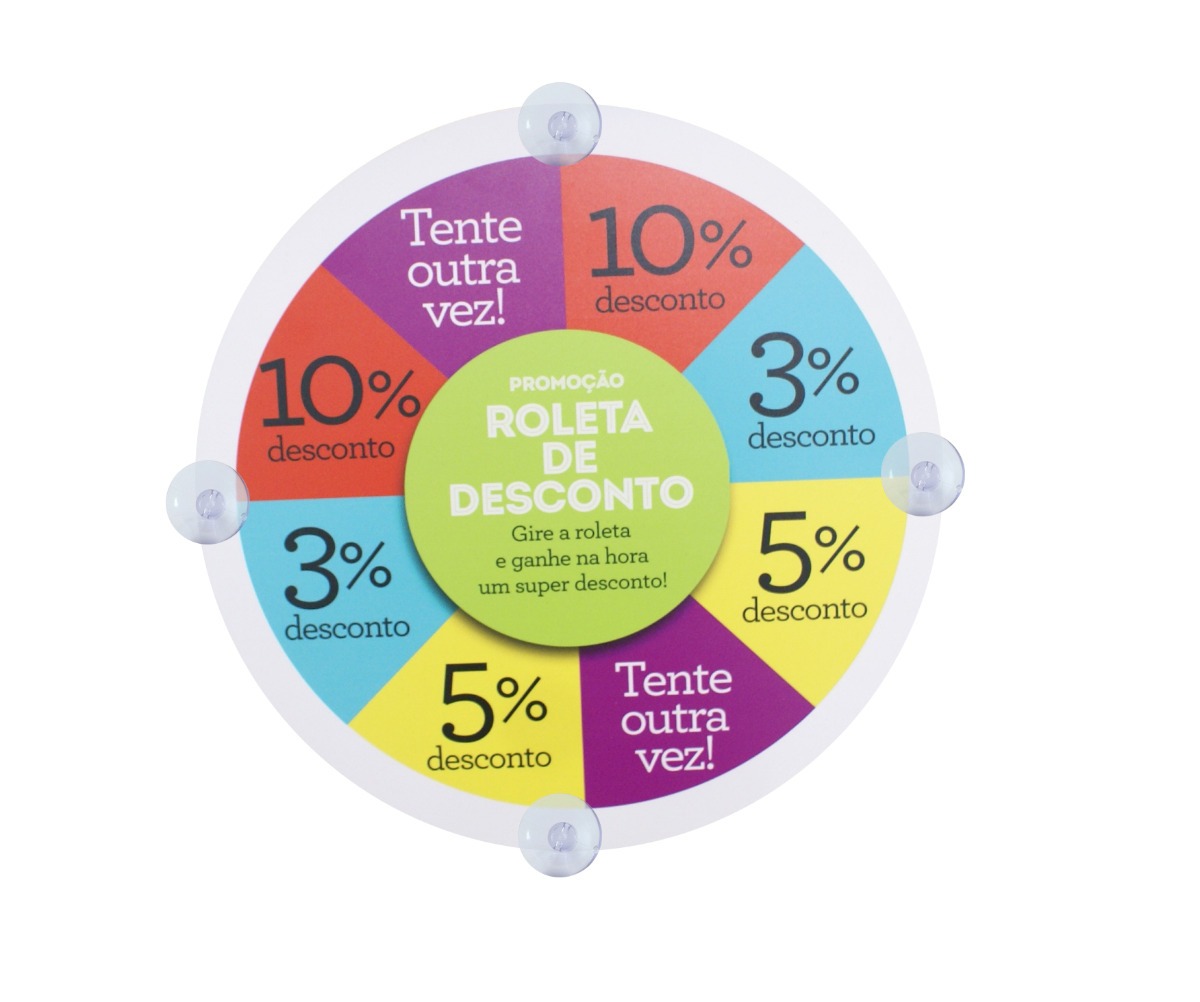 Tente
outra
vez!
10%
desconto
3%
desconto
5%
desconto
Tente
outra
vez!
5%
desconto
3%
desconto
10%
desconto
PROMOÇÃO
ROLETA
DE
DESCONTO
Gire a roleta
e ganhe na hora
um super desconto!